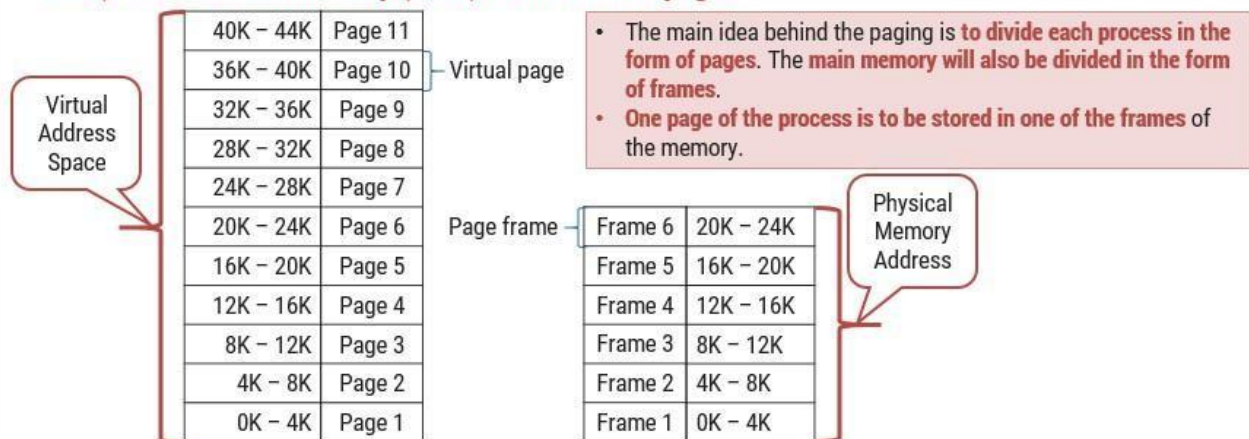 40K – 44K Page 11
36K – 40K Page 10
32K – 36K Page 9
28K – 32K Page 8
24K – 28K Page 7
20K – 24K Page 6
16K – 20K Page 5
12K – 16K Page 4
8K – 12K Page 3
4K – 8K Page 2
0K – 4K Page 1
Virtual
Address
Space
Virtual page
• The main idea behind the paging is to divide each process in the
form of pages. The main memory will also be divided in the form
of frames.
• One page of the process is to be stored in one of the frames of
the memory.
Page frame
Frame 6 20K – 24K
Frame 5 16K – 20K
Frame 4 12K – 16K
Frame 3 8K – 12K
Frame 2 4K – 8K
Frame 1 0K – 4K
Physical
Memory
Address